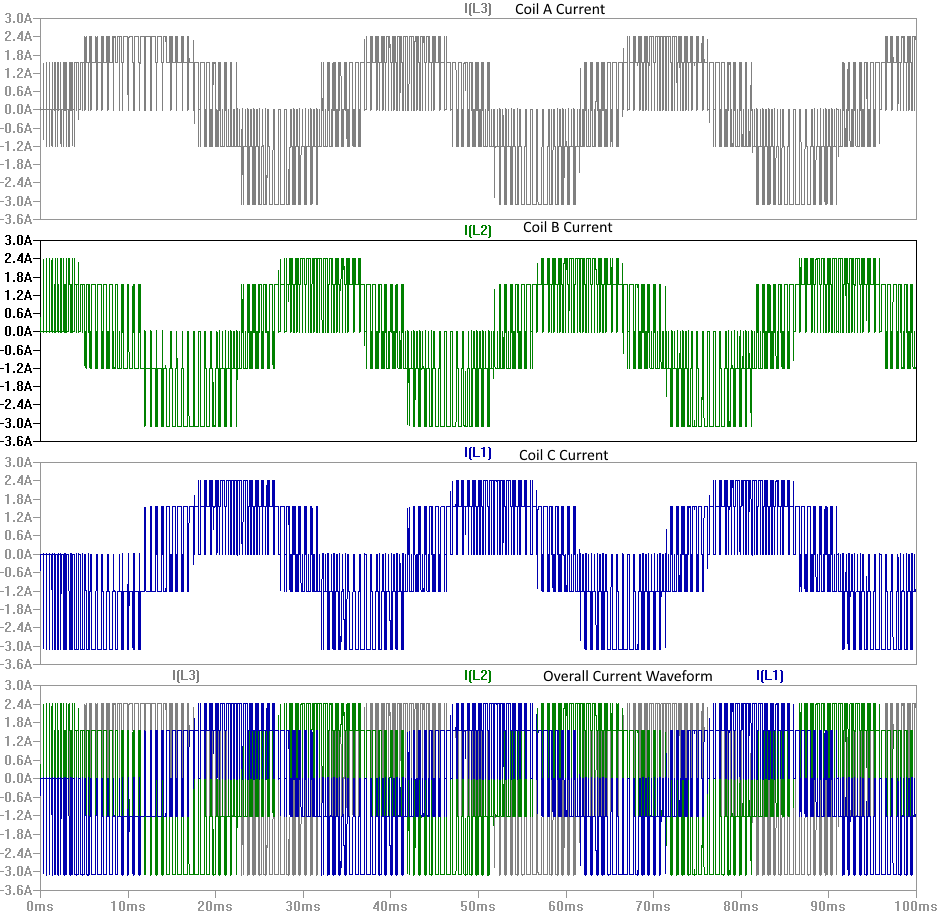 I(L3) Coil A Current
3.0A
2.4A
1.8A
1.2A
0.6A
0.0A
-0.6A
-1.2A
-1.8A
-2.4A
-3.0A
-3.6A
I(L2) Coil B Current
3.0A
2.4A
1.8A
1.2A
0.6A
0.0A
-0.6A
-1.2A
-1.8A
-2.4A
-3.0A
-3.6A
I(L1) Coil C Current
3.0A
2.4A
1.8A
1.2A
0.6A
0.0A
-0.6A
-1.2A
-1.8A
-2.4A
-3.0A
-3.6A
I(L3) I(L2) Overall Current Waveform I(L1)
3.0A
2.4A
1.8A
1.2A
0.6A
0.0A
-0.6A
-1.2A
-1.8A
-2.4A
-3.0A
-3.6A
0ms 10ms 20ms 30ms 40ms 50ms 60ms 70ms 80ms 90ms 100ms